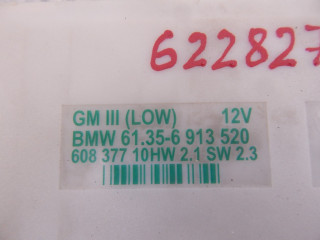 622827
GM III (LOW) 12V
BMW 61.35-6 913 520
608 377 10HW 2.1 SW 2.3